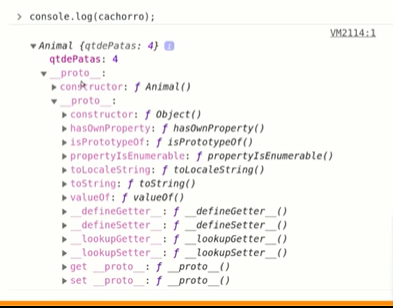 > console.log(cachorro);
VM2114:1
▼Animal {qtdePatas: 4} i
qtdePatas: 4
▼__proto__:
▶constructor: ƒ Animal()
▼__proto__:
▶constructor: ƒ Object()
▶hasOwnProperty: ƒ hasOwnProperty()
▶isPrototypeOf: ƒ isPrototypeOf()
▶propertyIsEnumerable: ƒ propertyIsEnumerable()
▶toLocaleString: ƒ toLocaleString()
▶toString: ƒ toString()
▶valueOf: ƒ valueOf()
▶__defineGetter__: ƒ __defineGetter__()
▶__defineSetter__: ƒ __defineSetter__()
▶__lookupGetter__: ƒ __lookupGetter__()
▶__lookupSetter__: ƒ __lookupSetter__()
▶get __proto__: ƒ __proto__()
▶set __proto__: ƒ __proto__()